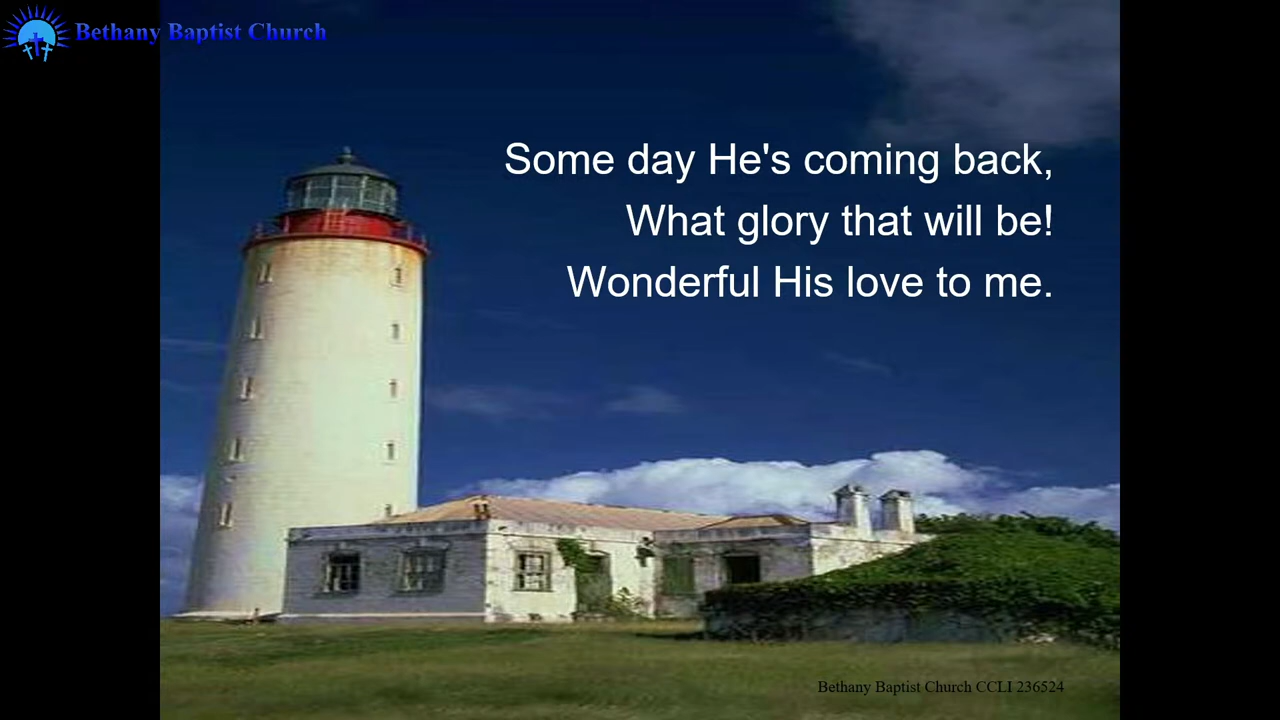 Bethany Baptist Church
Some day He's coming back,
What glory that will be!
Wonderful His love to me.
Bethany Baptist Church CCLI 236524